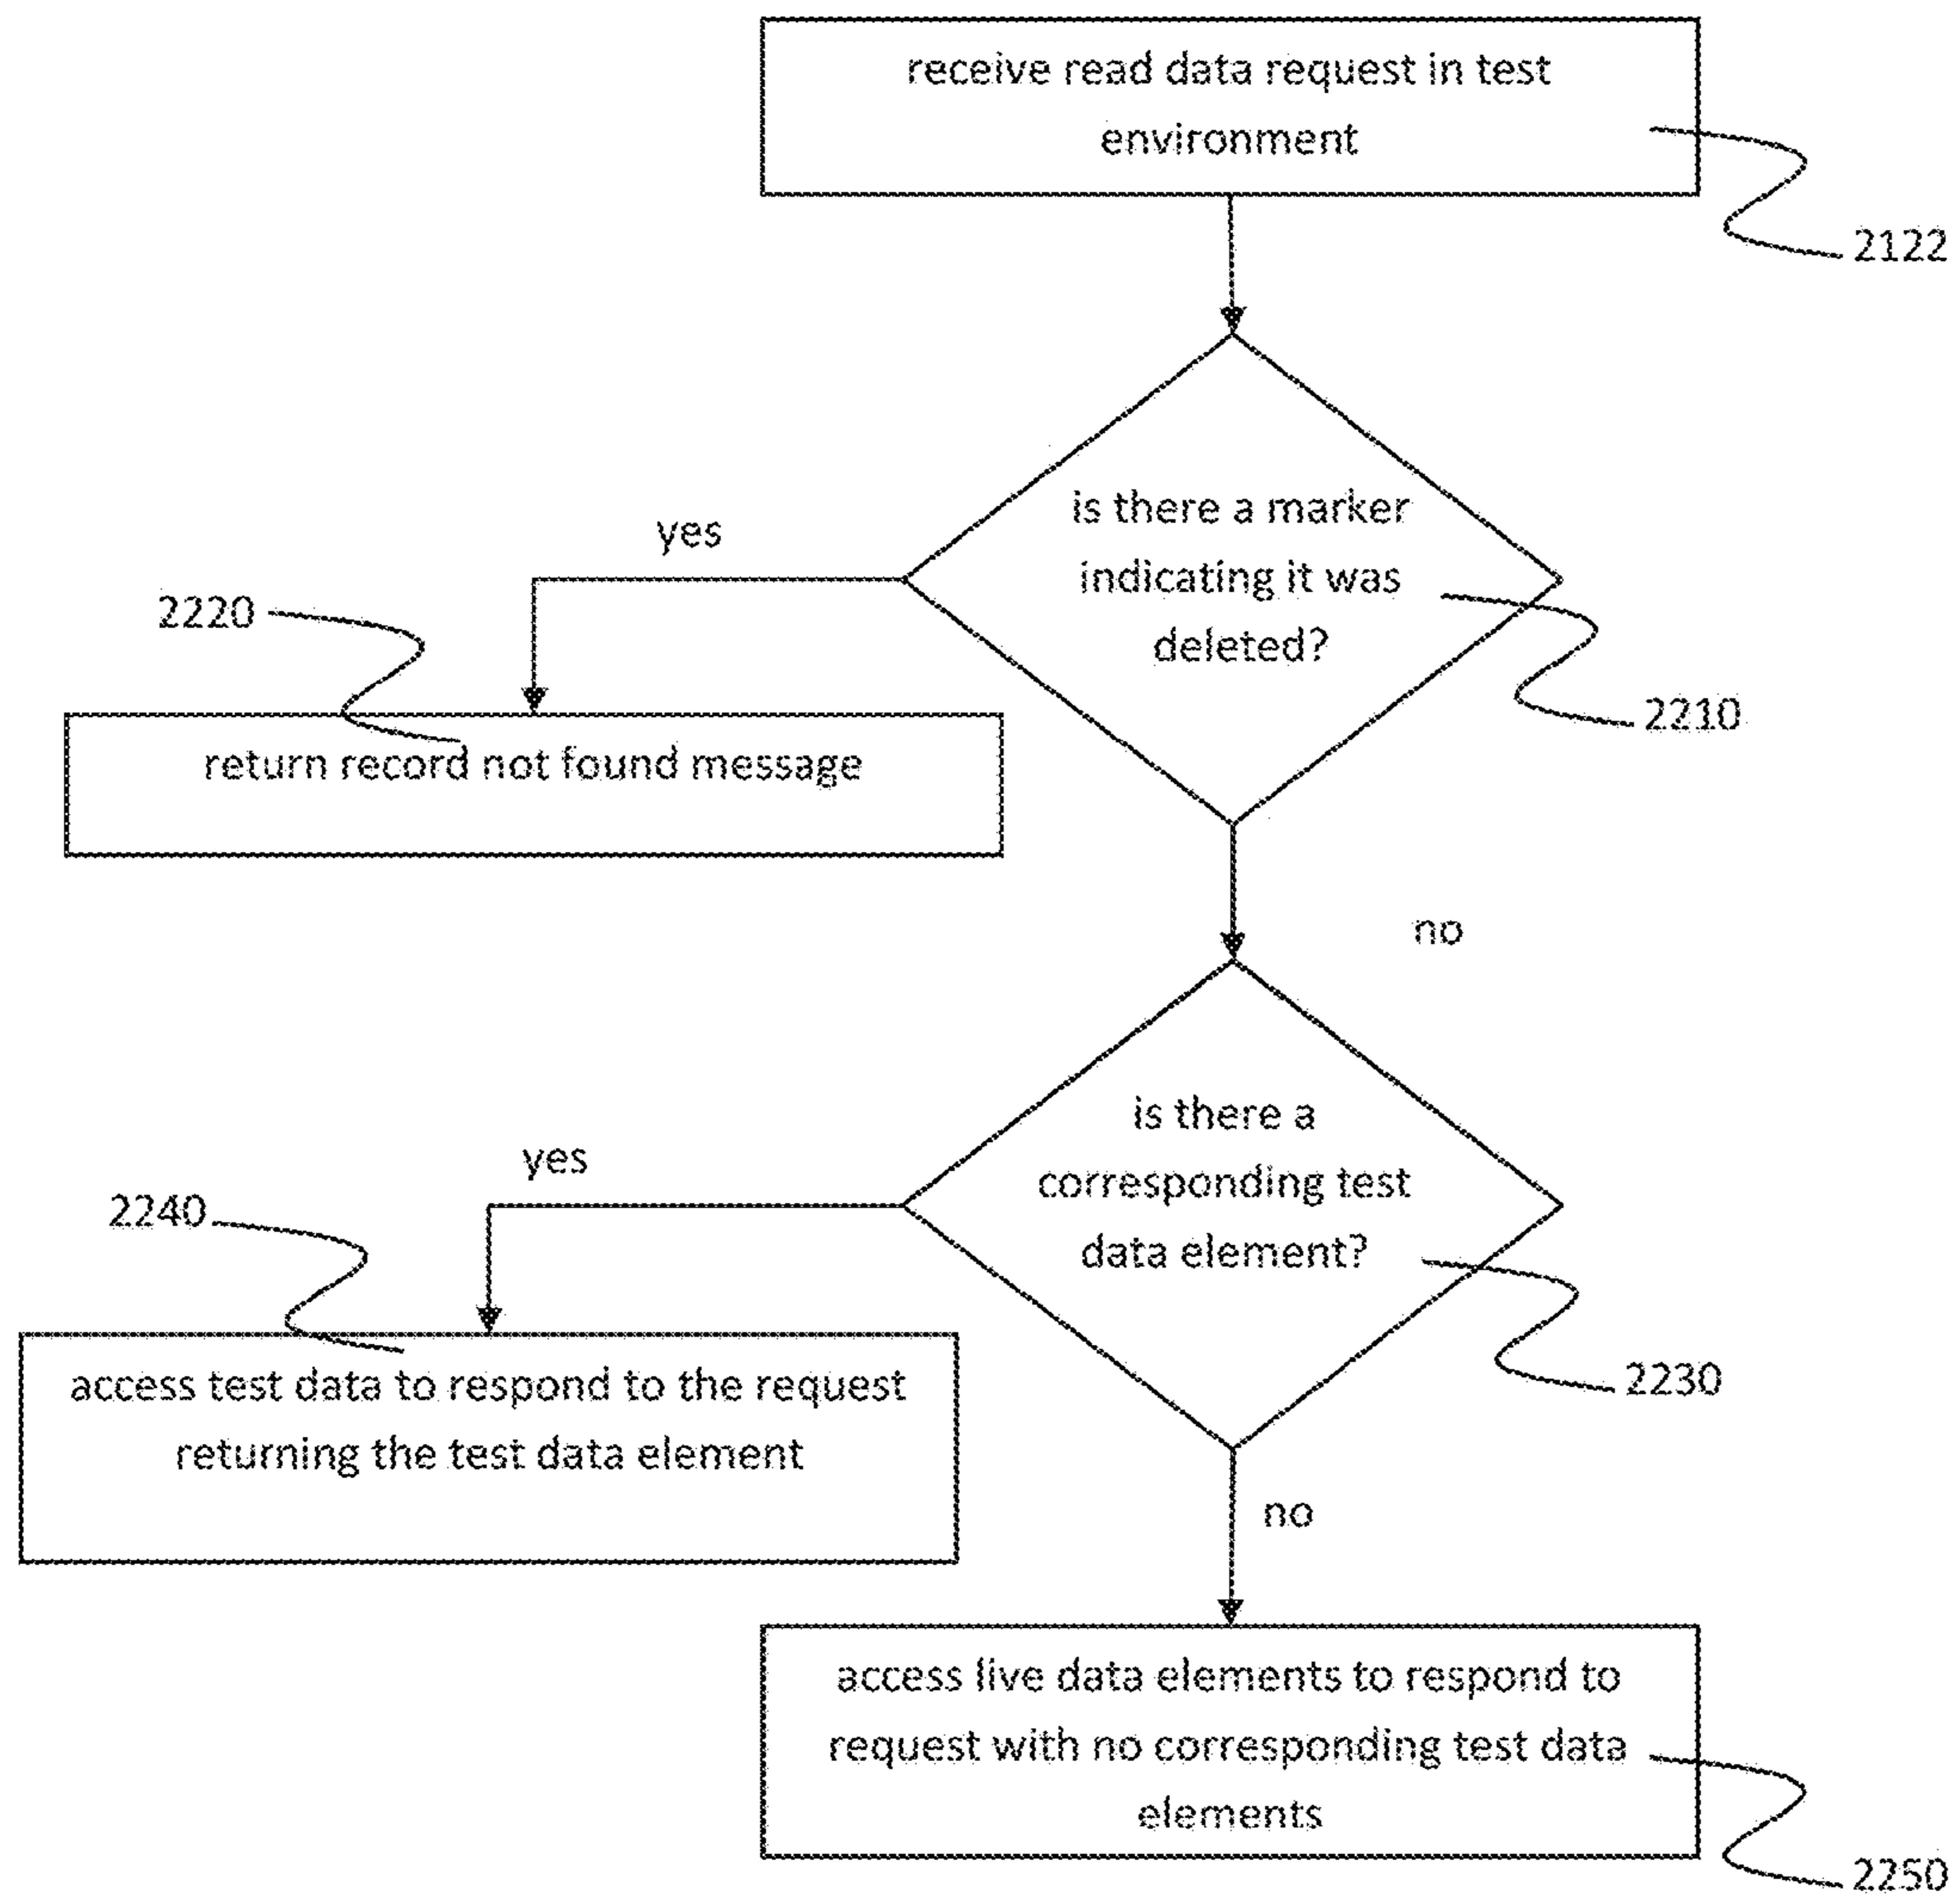 receive read data request in test
environment
2122
is there a marker
indicating it was
deleted?
2210
yes
2220
return record not found message
no
is there a
corresponding test
data element?
2230
yes
2240
access test data to respond to the request
returning the test data element
no
access live data elements to respond to
request with no corresponding test data
elements
2250